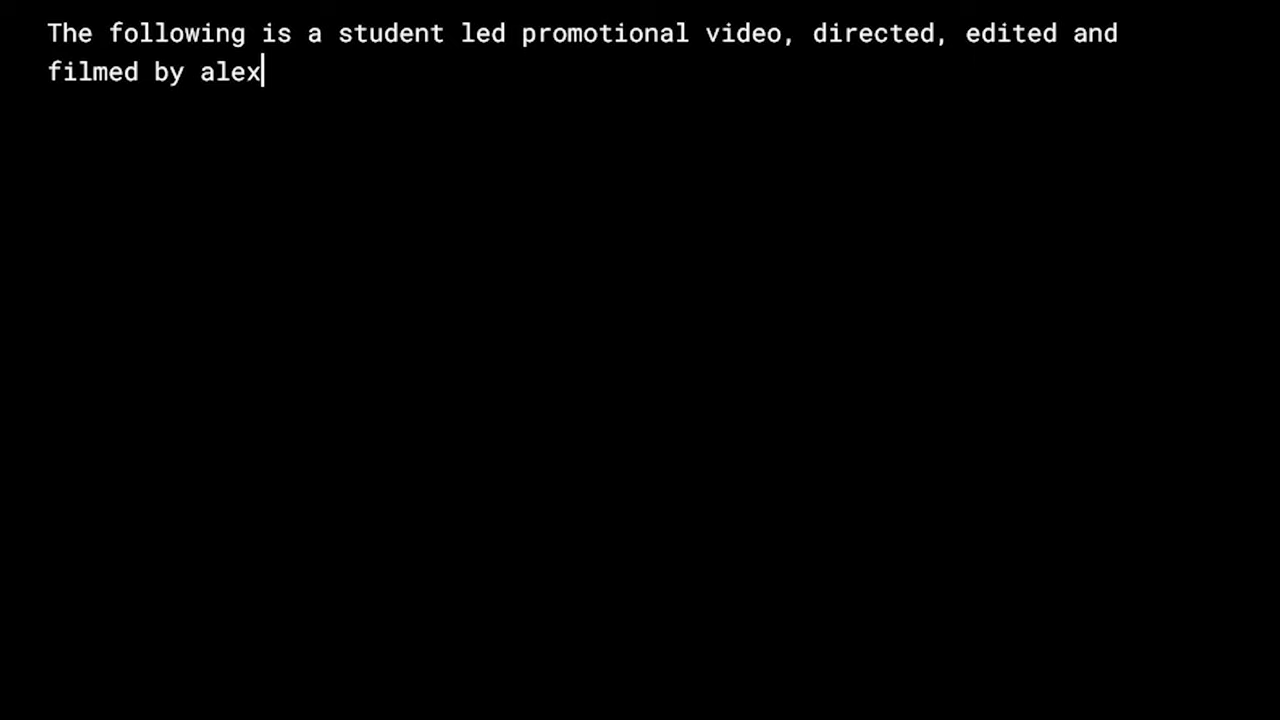 The following is a student led promotional video, directed, edited and
filmed by alex